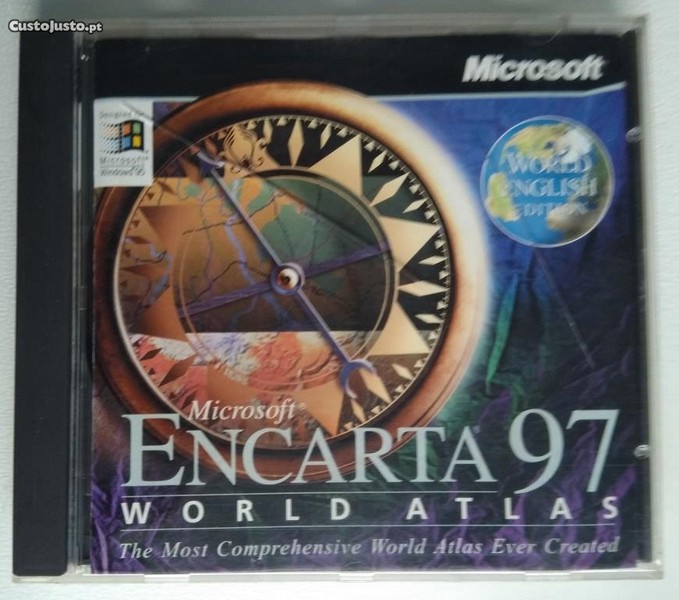 CustoJusto.pt
Microsoft
Designed for
Microsoft
Windows 95
WORLD
ENGLISH
EDITION
Microsoft®
ENCARTA® 97
WORLD ATLAS
The Most Comprehensive World Atlas Ever Created